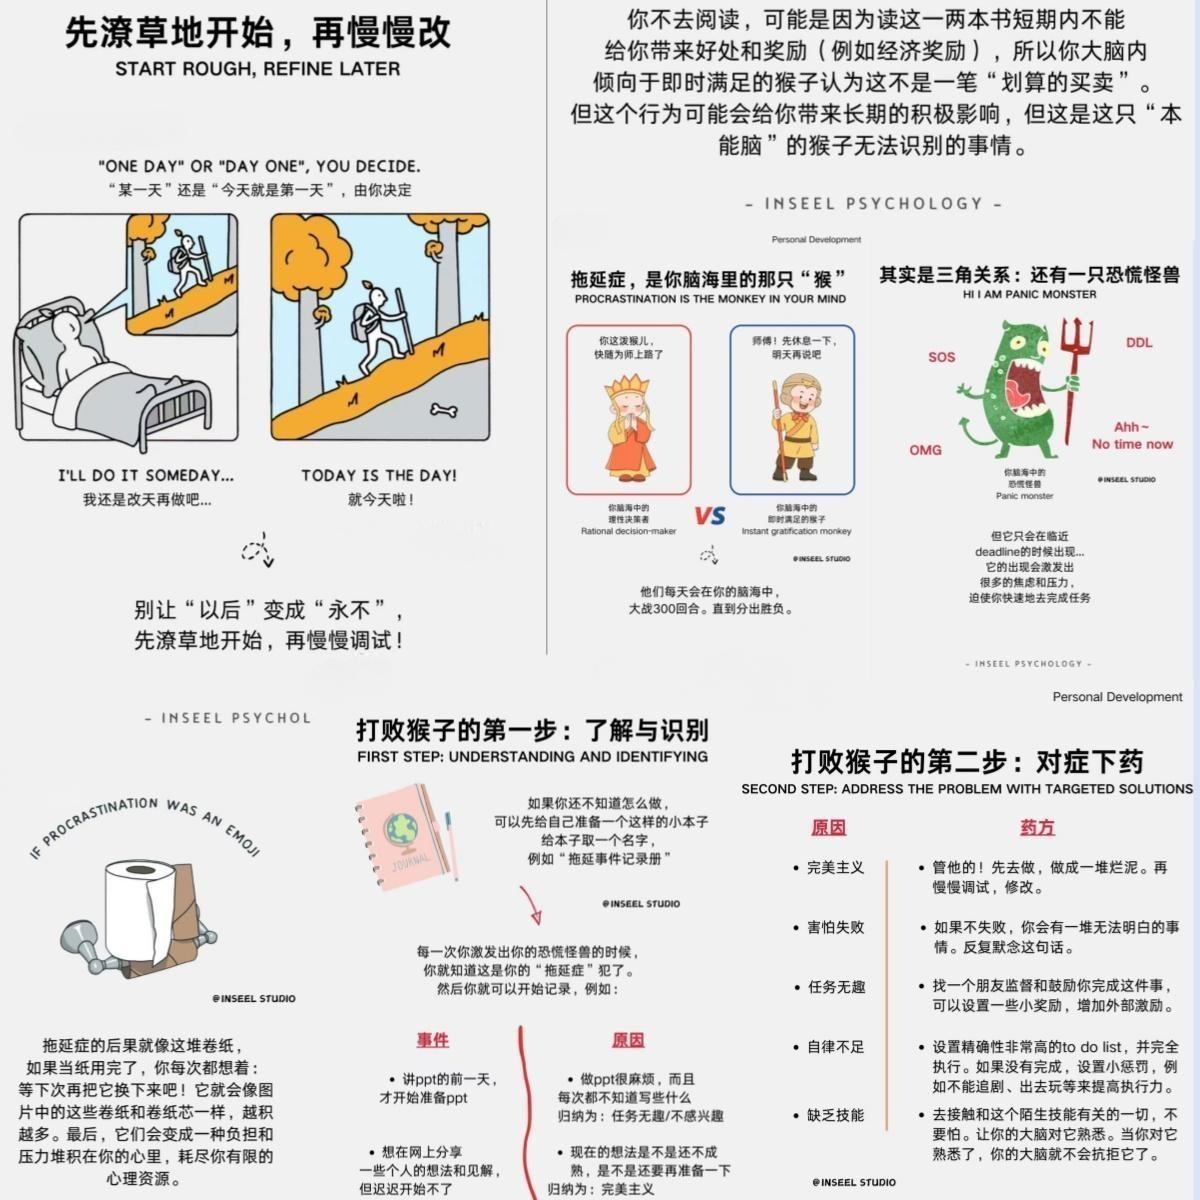 先潦草地开始，再慢慢改
START ROUGH, REFINE LATER
"ONE DAY" OR "DAY ONE", YOU DECIDE.
“某一天”还是“今天就是第一天”，由你决定
I'LL DO IT SOMEDAY...
我还是改天再做吧...
TODAY IS THE DAY!
就今天啦！
别让“以后”变成“永不”，
先潦草地开始，再慢慢调试！
你不去阅读，可能是因为读这一两本书短期内不能
给你带来好处和奖励（例如经济奖励），所以你大脑内
倾向于即时满足的猴子认为这不是一笔“划算的买卖”。
但这个行为可能会给你带来长期的积极影响，但这是这只“本
能脑”的猴子无法识别的事情。
– INSEEL PSYCHOLOGY –
Personal Development
拖延症，是你脑海里的那只“猴”
PROCRASTINATION IS THE MONKEY IN YOUR MIND
你这泼猴儿，
快随为师上路了
师傅！先休息一下，
明天再说吧
你脑海中的
理性决策者
Rational decision-maker
VS
你脑海中的
即时满足的猴子
Instant gratification monkey
@INSEEL STUDIO
他们每天会在你的脑海中，
大战300回合。直到分出胜负。
其实是三角关系：还有一只恐慌怪兽
HI I AM PANIC MONSTER
SOS
DDL
OMG
Ahh~
No time now
你脑海中的
恐慌怪兽
Panic monster
@INSEEL STUDIO
但它只会在临近
deadline的时候出现...
它的出现会激发出
很多的焦虑和压力，
迫使你快速地去完成任务
– INSEEL PSYCHOLOGY –
– INSEEL PSYCHOL
IF PROCRASTINATION WAS AN EMOJI
@INSEEL STUDIO
拖延症的后果就像这堆卷纸，
如果当纸用完了，你每次都想着：
等下次再把它换下来吧！它就会像图
片中的这些卷纸和卷纸芯一样，越积
越多。最后，它们会变成一种负担和
压力堆积在你的心里，耗尽你有限的
心理资源。
打败猴子的第一步：了解与识别
FIRST STEP: UNDERSTANDING AND IDENTIFYING
JOURNAL
如果你还不知道怎么做，
可以先给自己准备一个这样的小本子
给本子取一个名字，
例如“拖延事件记录册”
@INSEEL STUDIO
每一次你激发出你的恐慌怪兽的时候，
你就知道这是你的“拖延症”犯了。
然后你就可以开始记录，例如：
事件
• 讲ppt的前一天，
才开始准备ppt
• 想在网上分享
一些个人的想法和见解，
但迟迟开始不了
原因
• 做ppt很麻烦，而且
每次都不知道写些什么
归纳为：任务无趣/不感兴趣
• 现在的想法是不是还不成
熟，是不是还要再准备一下
归纳为：完美主义
Personal Development
打败猴子的第二步：对症下药
SECOND STEP: ADDRESS THE PROBLEM WITH TARGETED SOLUTIONS
原因
药方
• 完美主义
• 管他的！先去做，做成一堆烂泥。再
慢慢调试，修改。
• 害怕失败
• 如果不失败，你会有一堆无法明白的事
情。反复默念这句话。
• 任务无趣
• 找一个朋友监督和鼓励你完成这件事，
可以设置一些小奖励，增加外部激励。
• 自律不足
• 设置精确性非常高的to do list，并完全
执行。如果没有完成，设置小惩罚，例
如不能追剧、出去玩等来提高执行力。
• 缺乏技能
• 去接触和这个陌生技能有关的一切，不
要怕。让你的大脑对它熟悉。当你对它
熟悉了，你的大脑就不会抗拒它了。
@INSEEL STUDIO